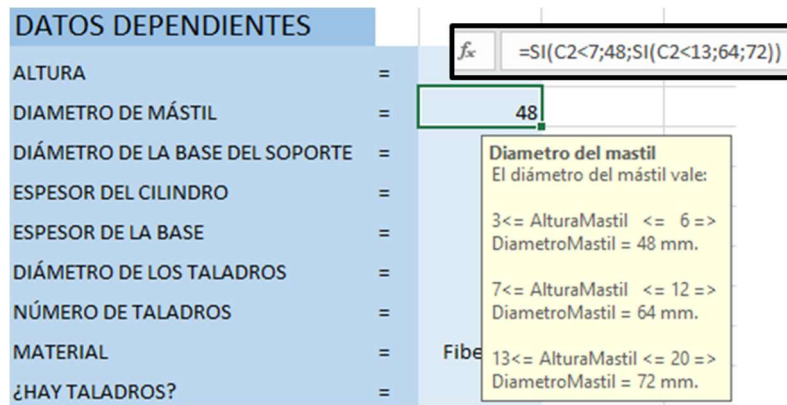 DATOS DEPENDIENTES
fx =SI(C2<7;48;SI(C2<13;64;72))
ALTURA =
DIAMETRO DE MÁSTIL = 48
DIÁMETRO DE LA BASE DEL SOPORTE =
ESPESOR DEL CILINDRO =
ESPESOR DE LA BASE =
DIÁMETRO DE LOS TALADROS =
NÚMERO DE TALADROS =
MATERIAL = Fibe
¿HAY TALADROS? =
Diametro del mastil
El diámetro del mástil vale:
3<= AlturaMastil <= 6 =>
DiametroMastil = 48 mm.
7<= AlturaMastil <= 12 =>
DiametroMastil = 64 mm.
13<= AlturaMastil <= 20 =>
DiametroMastil = 72 mm.